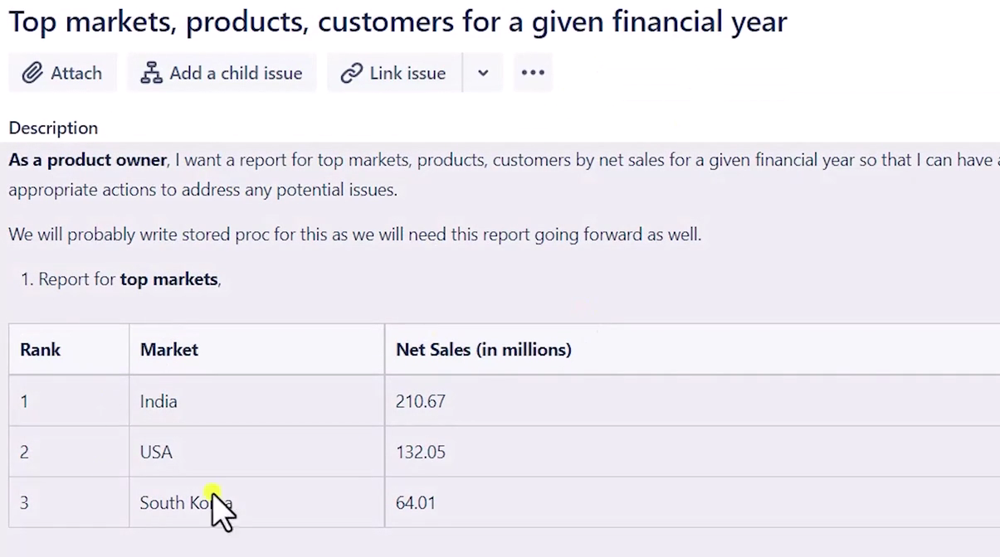 Top markets, products, customers for a given financial year
Attach
Add a child issue
Link issue
Description
As a product owner, I want a report for top markets, products, customers by net sales for a given financial year so that I can have
appropriate actions to address any potential issues.
We will probably write stored proc for this as we will need this report going forward as well.
1. Report for top markets,
Rank Market Net Sales (in millions)
1 India 210.67
2 USA 132.05
3 South Korea 64.01